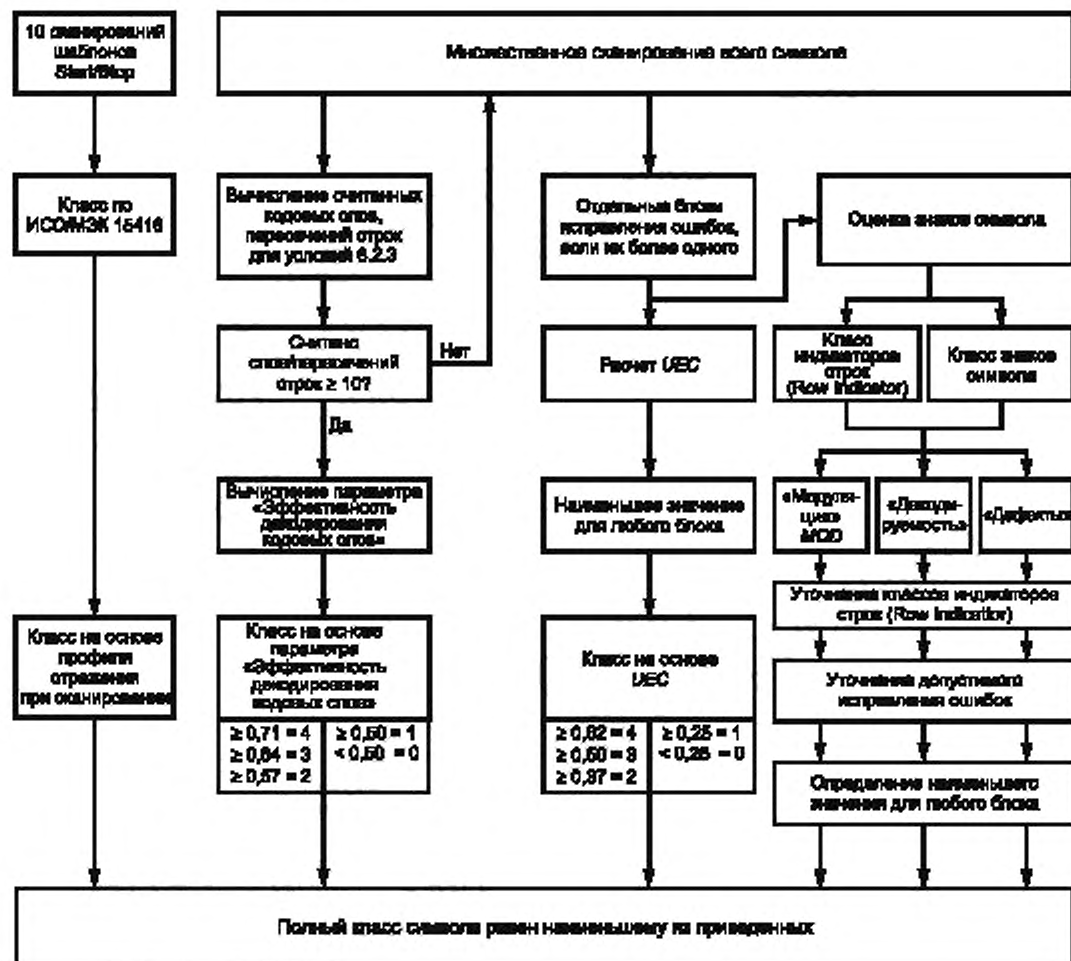 10 сканирований
шаблонов
Start/Stop
Множественное сканирование всего символа
Класс по
ИСО/МЭК 15416
Вычисление считанных
кодовых слов,
пересечений строк
для условий 6.2.3
Отдельные блоки
исправления ошибок,
если их более одного
Оценка знаков символа
Считано
слов/пересечений
строк ≥ 10?
Нет
Да
Расчет UEC
Класс
индикаторов
строк
(Row Indicator)
Класс знаков
символа
Вычисление параметра
«Эффективность
декодирования
кодовых слов»
Наименьшее значение
для любого блока
«Модуля-
ция»
MOD
«Декоди-
руемость»
«Дефекты»
Уточнения классов индикаторов
строк (Row Indicator)
Класс на основе
профиля
отражения
при сканировании
Класс на основе
параметра
«Эффективность
декодирования
кодовых слов»
≥ 0,71 = 4
≥ 0,64 = 3
≥ 0,57 = 2
≥ 0,50 = 1
< 0,50 = 0
Класс на основе
UEC
≥ 0,62 = 4
≥ 0,50 = 3
≥ 0,37 = 2
≥ 0,25 = 1
< 0,25 = 0
Уточнения допустимого
исправления ошибок
Определение наименьшего
значения для любого блока
Полный класс символа равен наименьшему из приведенных